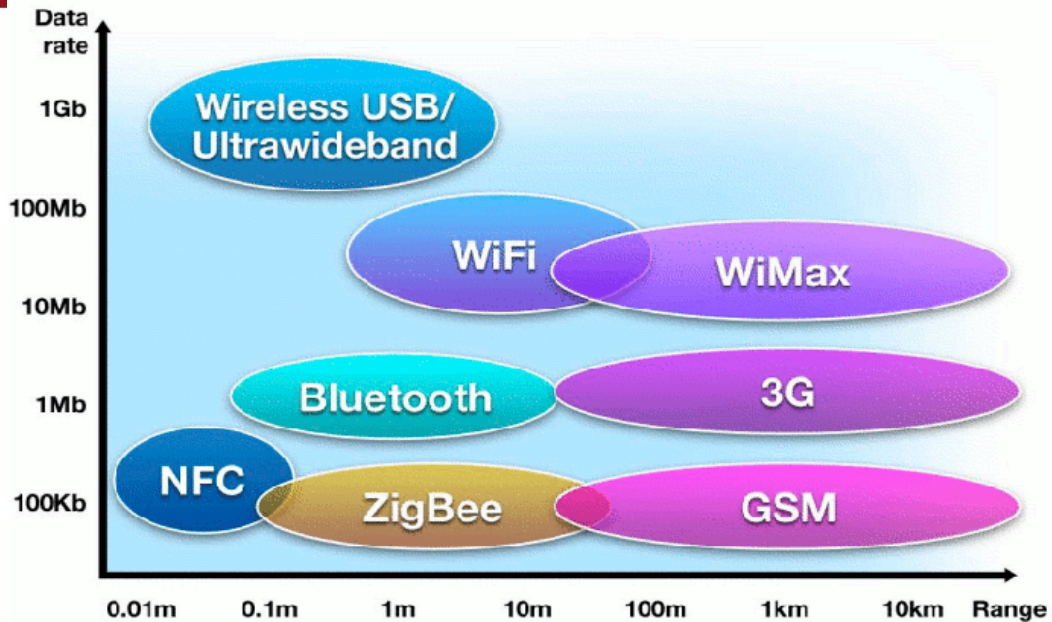 Data
rate
1Gb
100Mb
10Mb
1Mb
100Kb
Wireless USB/
Ultrawideband
WiFi
WiMax
Bluetooth
3G
NFC
ZigBee
GSM
0.01m 0.1m 1m 10m 100m 1km 10km Range